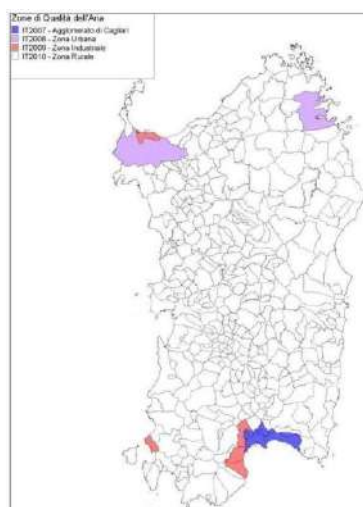 Zone di Qualità dell'Aria
IT2007 - Agglomerato di Cagliari
IT2008 - Zona Urbana
IT2009 - Zona Industriale
IT2010 - Zona Rurale